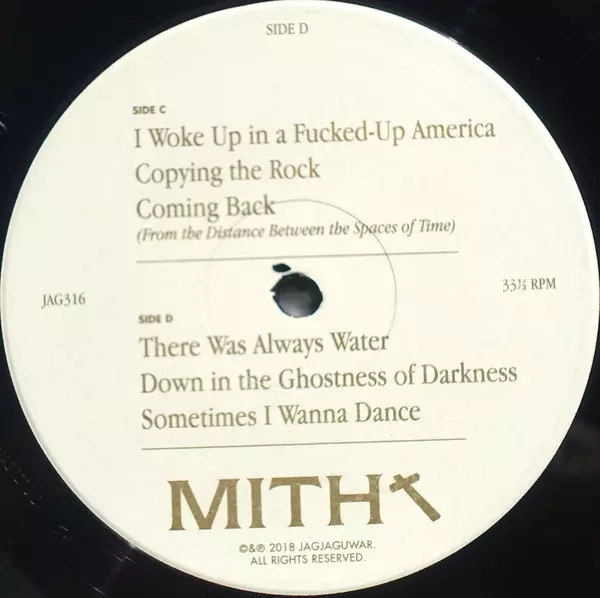 SIDE D
SIDE C
I Woke Up in a Fucked-Up America
Copying the Rock
Coming Back
(From the Distance Between the Spaces of Time)
JAG316
33⅓ RPM
SIDE D
There Was Always Water
Down in the Ghostness of Darkness
Sometimes I Wanna Dance
MITH
©&℗ 2018 JAGJAGUWAR.
ALL RIGHTS RESERVED.